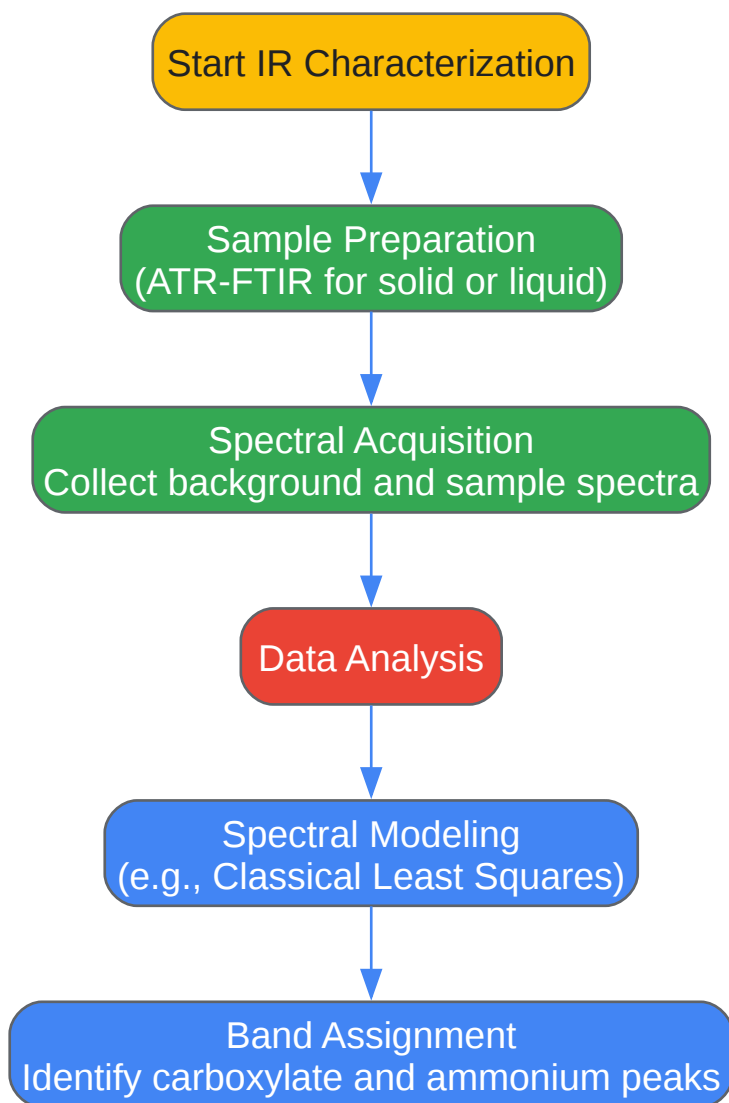 Start IR Characterization
Sample Preparation
(ATR-FTIR for solid or liquid)
Spectral Acquisition
Collect background and sample spectra
Data Analysis
Spectral Modeling
(e.g., Classical Least Squares)
Band Assignment
Identify carboxylate and ammonium peaks